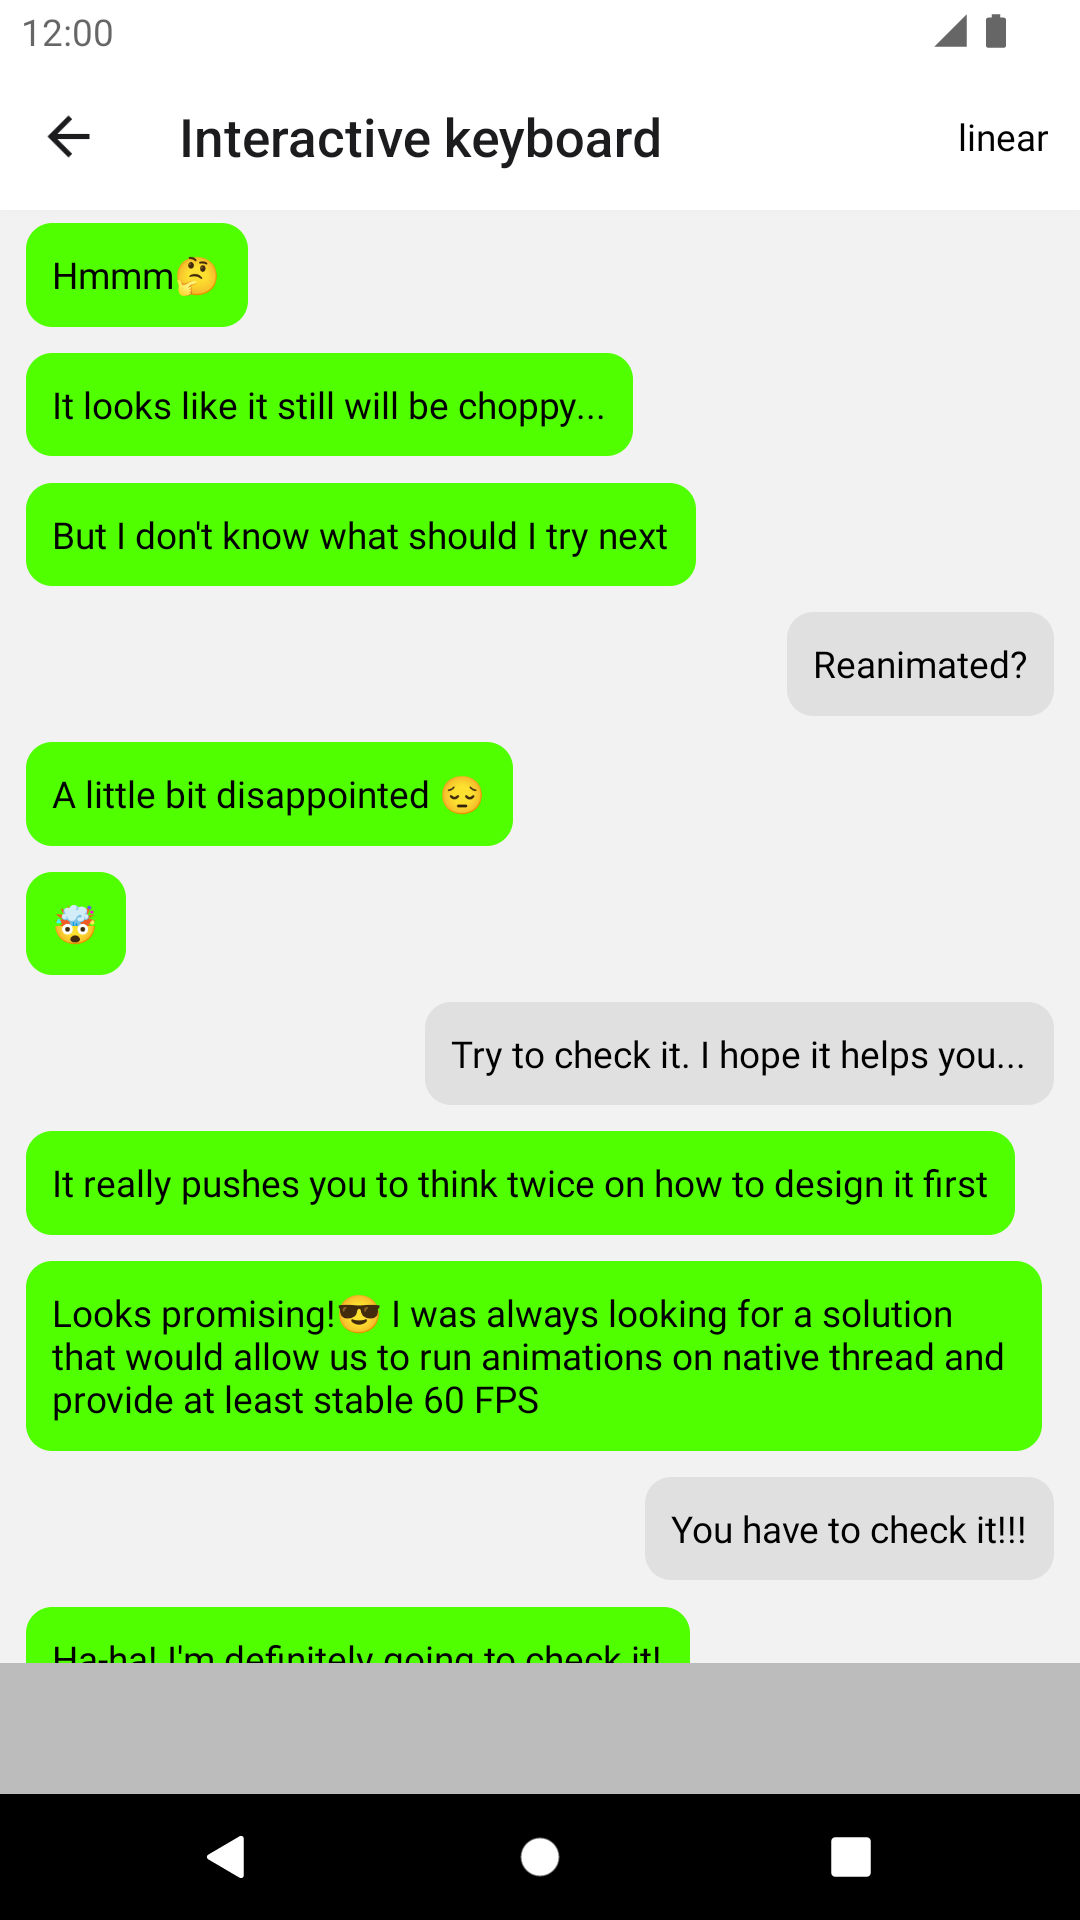 12:00
Interactive keyboard
linear
Hmmm🤔
It looks like it still will be choppy...
But I don't know what should I try next
Reanimated?
A little bit disappointed 😔
🤯
Try to check it. I hope it helps you...
It really pushes you to think twice on how to design it first
Looks promising!😎 I was always looking for a solution
that would allow us to run animations on native thread and
provide at least stable 60 FPS
You have to check it!!!
Ha-ha! I'm definitely going to check it!